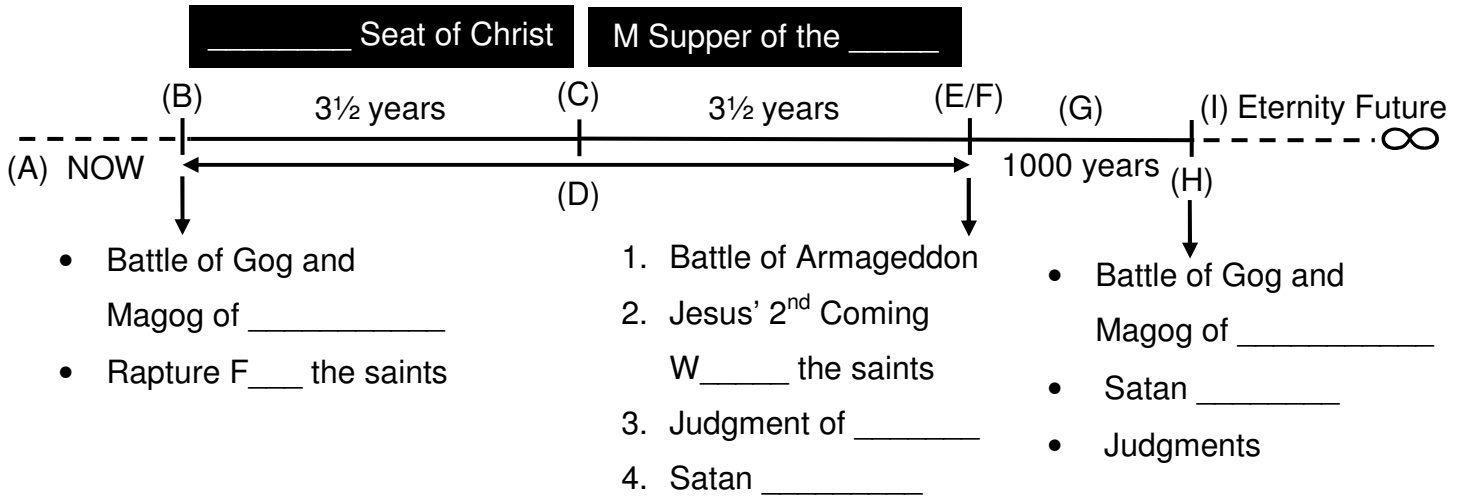 ________ Seat of Christ
M Supper of the _____
(B) 3½ years (C) 3½ years (E/F) (G) (I) Eternity Future
(A) NOW
(D)
1000 years (H)
• Battle of Gog and
Magog of ___________
• Rapture F___ the saints
1. Battle of Armageddon
2. Jesus’ 2nd Coming
W_____ the saints
3. Judgment of _______
4. Satan _________
• Battle of Gog and
Magog of ___________
• Satan ________
• Judgments